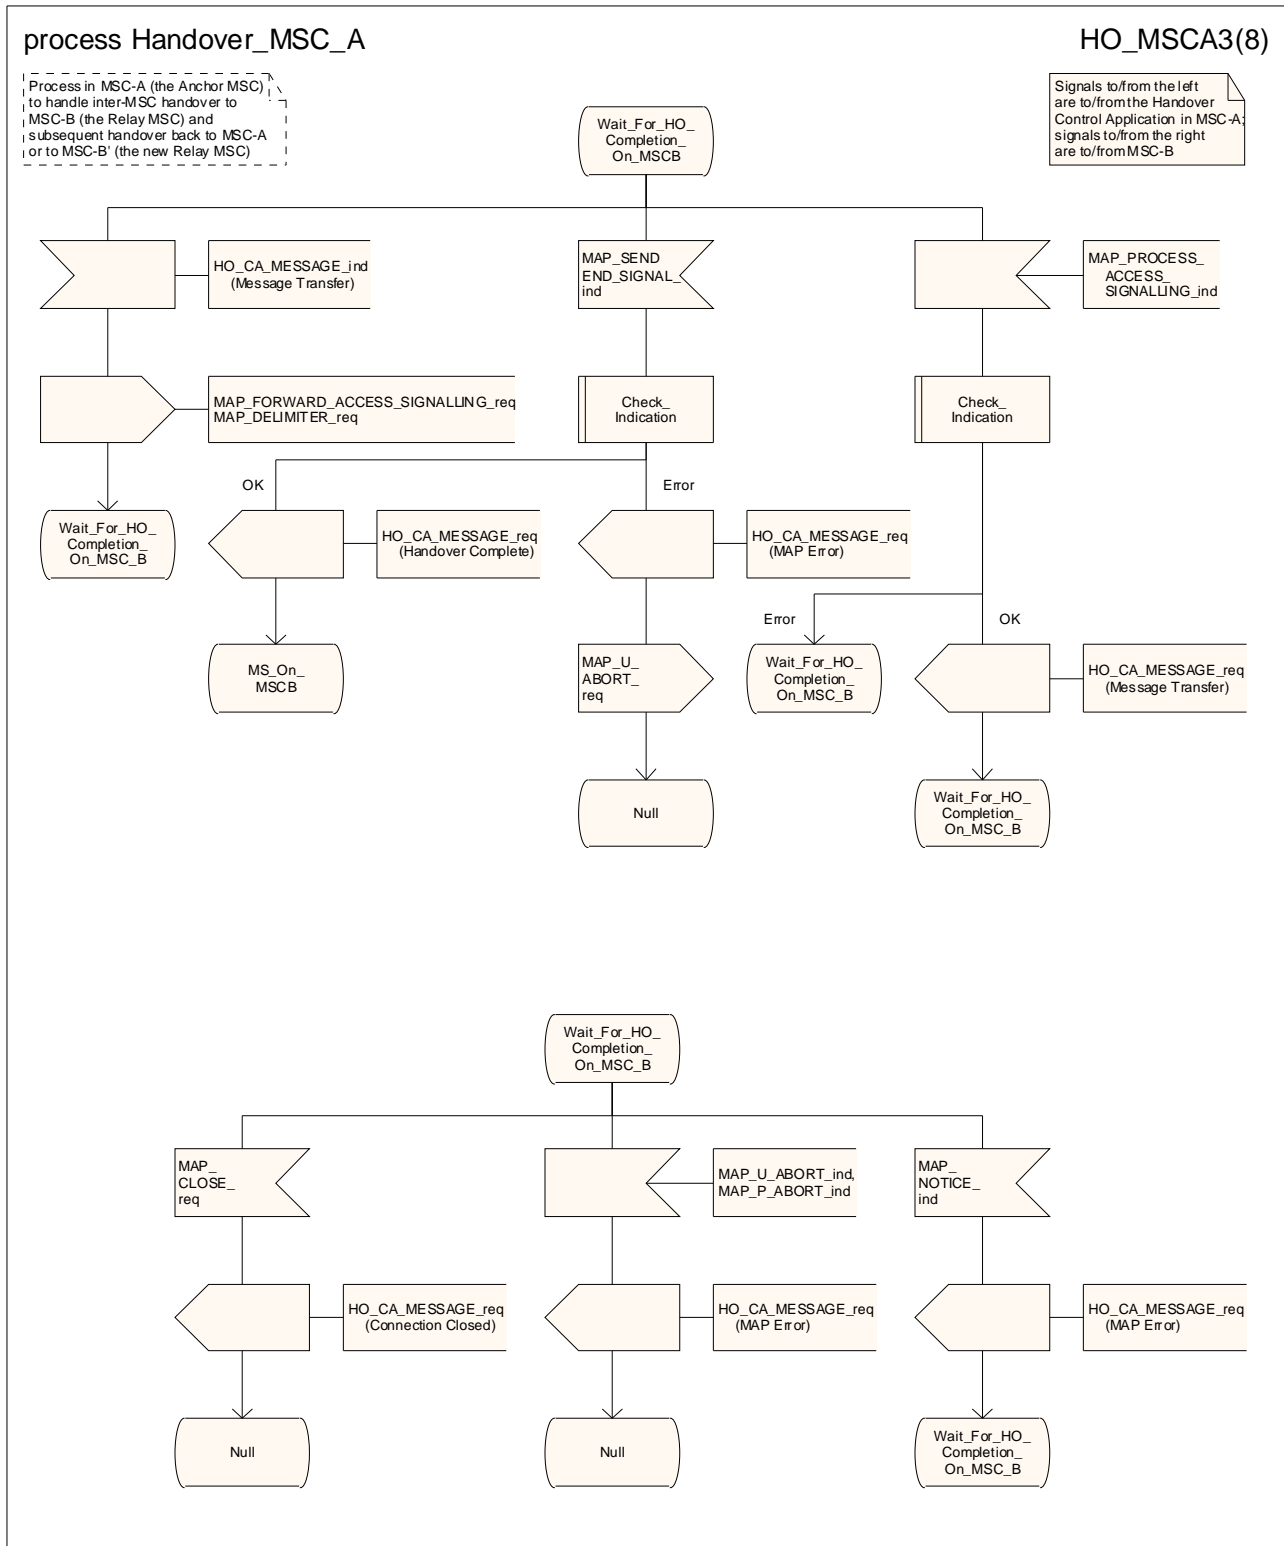 process Handover_MSC_A
HO_MSCA3(8)
Process in MSC-A (the Anchor MSC)
to handle inter-MSC handover to
MSC-B (the Relay MSC) and
subsequent handover back to MSC-A
or to MSC-B' (the new Relay MSC)
Signals to/from the left
are to/from the Handover
Control Application in MSC-A;
signals to/from the right
are to/from MSC-B
Wait_For_HO_
Completion_
On_MSCB
HO_CA_MESSAGE_ind
(Message Transfer)
MAP_SEND
END_SIGNAL_
ind
MAP_PROCESS_
ACCESS_
SIGNALLING_ind
MAP_FORWARD_ACCESS_SIGNALLING_req
MAP_DELIMITER_req
Check_
Indication
Check_
Indication
OK
Error
Wait_For_HO_
Completion_
On_MSC_B
HO_CA_MESSAGE_req
(Handover Complete)
HO_CA_MESSAGE_req
(MAP Error)
Error
OK
MS_On_
MSCB
MAP_U_
ABORT_
req
Wait_For_HO_
Completion_
On_MSC_B
HO_CA_MESSAGE_req
(Message Transfer)
Null
Wait_For_HO_
Completion_
On_MSC_B
Wait_For_HO_
Completion_
On_MSC_B
MAP_
CLOSE_
req
MAP_U_ABORT_ind,
MAP_P_ABORT_ind
MAP_
NOTICE_
ind
HO_CA_MESSAGE_req
(Connection Closed)
HO_CA_MESSAGE_req
(MAP Error)
HO_CA_MESSAGE_req
(MAP Error)
Null
Null
Wait_For_HO_
Completion_
On_MSC_B